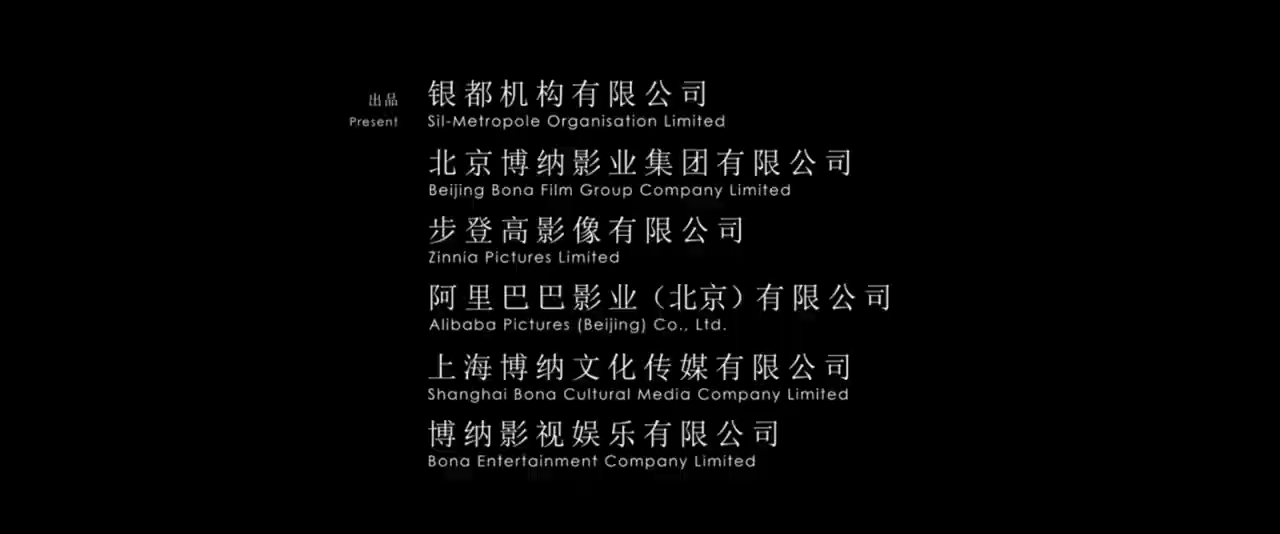 出品
Present
银都机构有限公司
Sil-Metropole Organisation Limited
北京博纳影业集团有限公司
Beijing Bona Film Group Company Limited
步登高影像有限公司
Zinnia Pictures Limited
阿里巴巴影业（北京）有限公司
Alibaba Pictures (Beijing) Co., Ltd.
上海博纳文化传媒有限公司
Shanghai Bona Cultural Media Company Limited
博纳影视娱乐有限公司
Bona Entertainment Company Limited